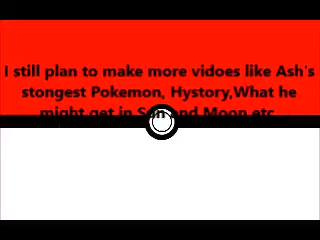 I still plan to make more vidoes like Ash's
stongest Pokemon, Hystory,What he
might get in Sun and Moon etc